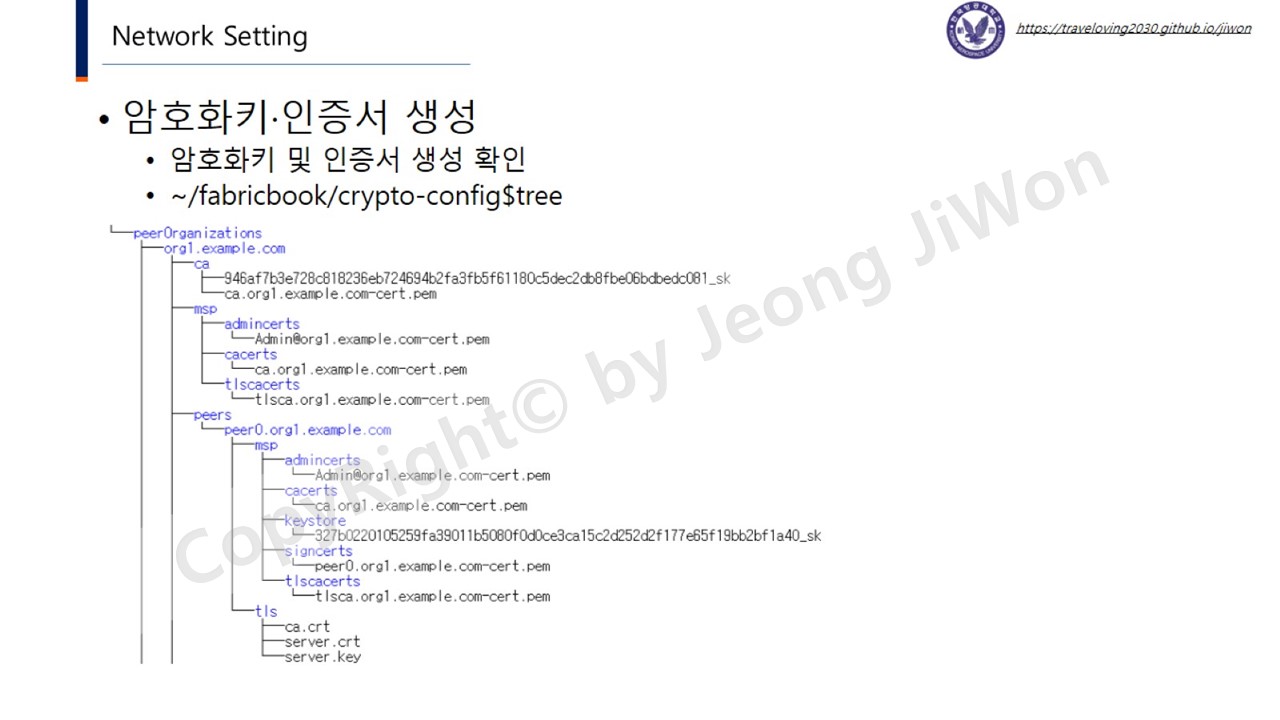 Network Setting
https://traveloving2030.github.io/jiwon
• 암호화키·인증서 생성
• 암호화키 및 인증서 생성 확인
• ~/fabricbook/crypto-config$tree
└──peerOrganizations
├──org1.example.com
├──ca
├──946af7b3e728c818236eb724694b2fa3fb5f61180c5dec2db8fbe06bdbedc081_sk
└──ca.org1.example.com-cert.pem
├──msp
├──admincerts
└──Admin@org1.example.com-cert.pem
├──cacerts
└──ca.org1.example.com-cert.pem
└──tlscacerts
└──tlsca.org1.example.com-cert.pem
├──peers
└──peer0.org1.example.com
├──msp
├──admincerts
└──Admin@org1.example.com-cert.pem
├──cacerts
└──ca.org1.example.com-cert.pem
├──keystore
└──327b0220105259fa39011b5080f0d0ce3ca15c2d252d2f177e65f19bb2bf1a40_sk
├──signcerts
└──peer0.org1.example.com-cert.pem
└──tlscacerts
└──tlsca.org1.example.com-cert.pem
└──tls
├──ca.crt
├──server.crt
└──server.key
CopyRight© by Jeong JiWon